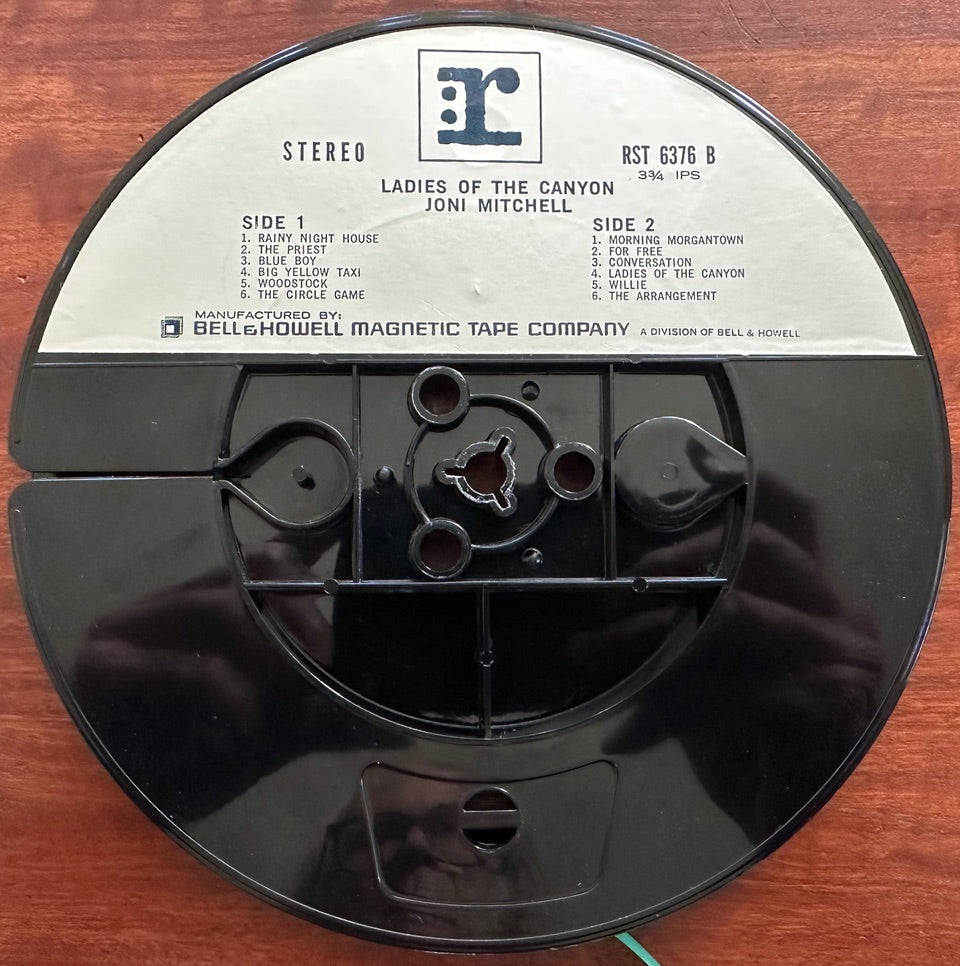 r
STEREO
RST 6376 B
3¾ IPS
LADIES OF THE CANYON
JONI MITCHELL
SIDE 1
1. RAINY NIGHT HOUSE
2. THE PRIEST
3. BLUE BOY
4. BIG YELLOW TAXI
5. WOODSTOCK
6. THE CIRCLE GAME
SIDE 2
1. MORNING MORGANTOWN
2. FOR FREE
3. CONVERSATION
4. LADIES OF THE CANYON
5. WILLIE
6. THE ARRANGEMENT
MANUFACTURED BY:
BELL & HOWELL MAGNETIC TAPE COMPANY A DIVISION OF BELL & HOWELL